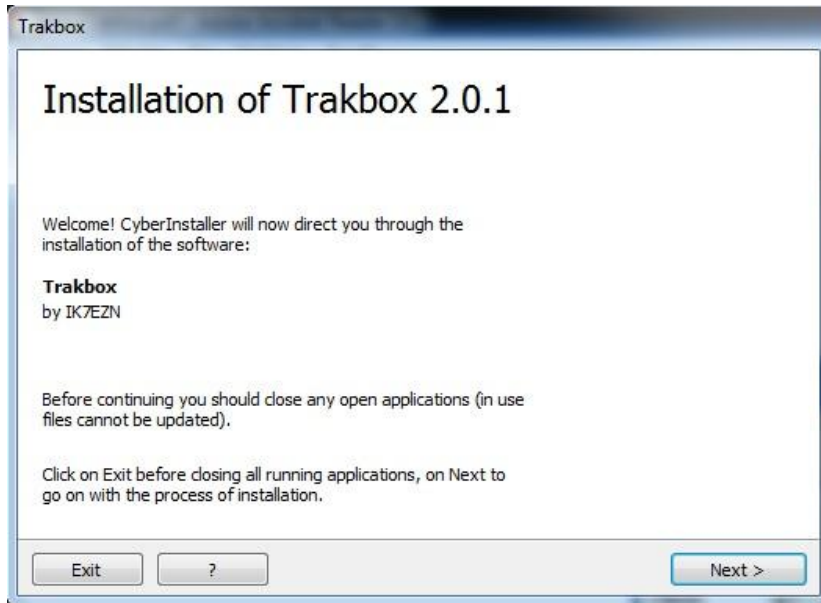 Trakbox
Installation of Trakbox 2.0.1
Welcome! CyberInstaller will now direct you through the
installation of the software:
Trakbox
by IK7EZN
Before continuing you should close any open applications (in use
files cannot be updated).
Click on Exit before closing all running applications, on Next to
go on with the process of installation.
Exit
?
Next >